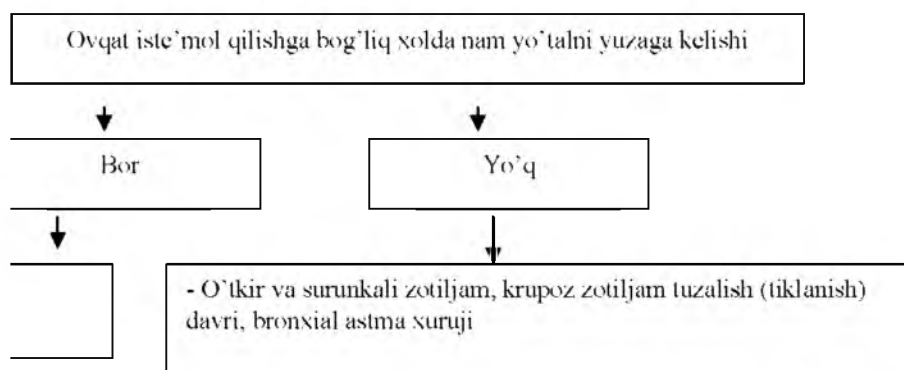 Ovqat iste’mol qilishga bog’liq xolda nam yo’talni yuzaga kelishi
Bor
Yo’q
- O’tkir va surunkali zotiljam, krupoz zotiljam tuzalish (tiklanish)
davri, bronxial astma xuruji